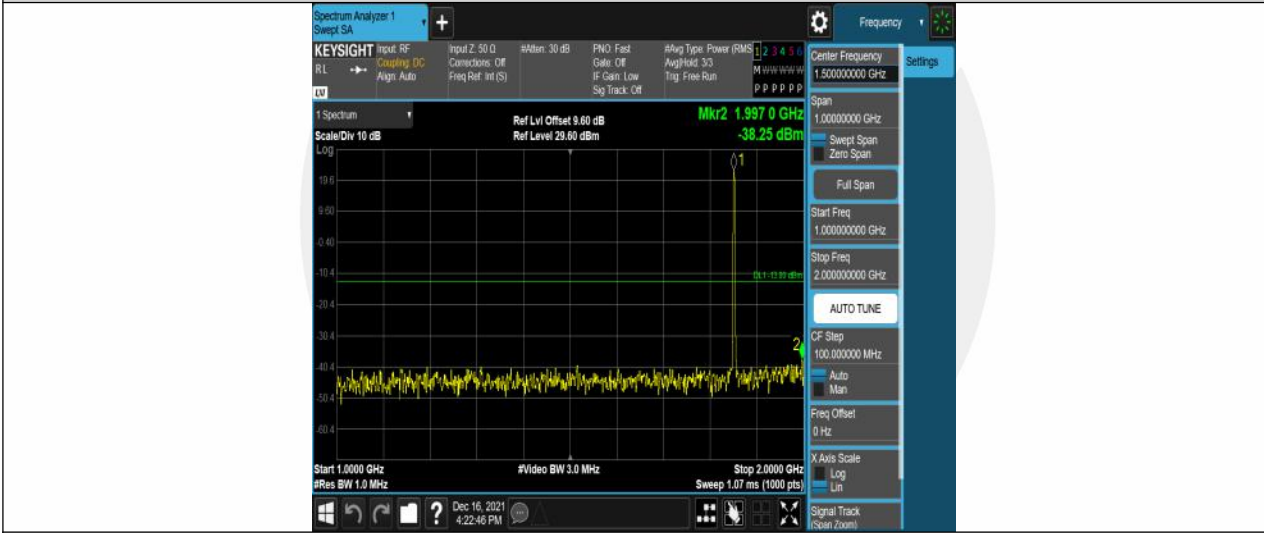 Spectrum Analyzer 1
Swept SA
+
Frequency
KEYSIGHT
RL
LV
Input: RF
Coupling: DC
Align: Auto
Input Z: 50 Ω
Corrections: Off
Freq Ref: Int (S)
#Atten: 30 dB
PNO: Fast
Gate: Off
IF Gain: Low
Sig Track: Off
#Avg Type: Power (RMS
Avg|Hold: 3/3
Trig: Free Run
1 2 3 4 5 6
M W W W W W
P P P P P P
1 Spectrum
Scale/Div 10 dB
Ref Lvl Offset 9.60 dB
Ref Level 29.60 dBm
Mkr2 1.997 0 GHz
-38.25 dBm
Log
19.6
9.60
-0.40
-10.4
-20.4
-30.4
-40.4
-50.4
-60.4
1
DL1 -13.00 dBm
2
Start 1.0000 GHz
#Res BW 1.0 MHz
#Video BW 3.0 MHz
Stop 2.0000 GHz
Sweep 1.07 ms (1000 pts)
?
Dec 16, 2021
4:22:46 PM
Center Frequency
1.500000000 GHz
Settings
Span
1.00000000 GHz
Swept Span
Zero Span
Full Span
Start Freq
1.000000000 GHz
Stop Freq
2.000000000 GHz
AUTO TUNE
CF Step
100.000000 MHz
Auto
Man
Freq Offset
0 Hz
X Axis Scale
Log
Lin
Signal Track
(Span Zoom)